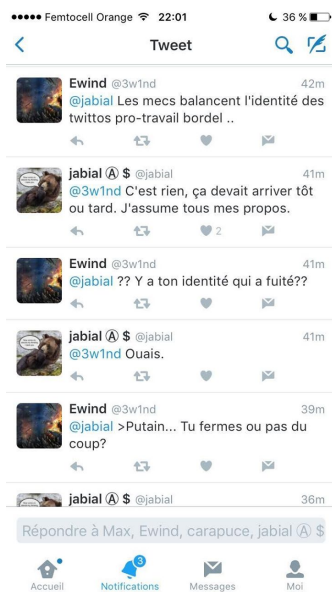 Femtocell Orange 22:01 36 %
Tweet
Ewind @3w1nd 42m
@jabial Les mecs balancent l'identité des
twittos pro-travail bordel ..
jabial Ⓐ $ @jabial 41m
@3w1nd C'est rien, ça devait arriver tôt
ou tard. J'assume tous mes propos.
2
Ewind @3w1nd 41m
@jabial ?? Y a ton identité qui a fuité??
jabial Ⓐ $ @jabial 41m
@3w1nd Ouais.
Ewind @3w1nd 39m
@jabial >Putain... Tu fermes ou pas du
coup?
jabial Ⓐ $ @jabial 36m
Répondre à Max, Ewind, carapuce, jabial Ⓐ $
3
Accueil Notifications Messages Moi